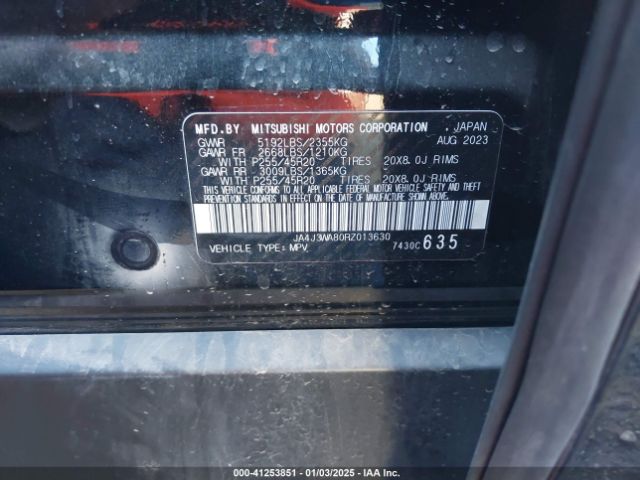 MFD.BY MITSUBISHI MOTORS CORPORATION, JAPAN
GVWR 5192LBS/2355KG AUG 2023
GAWR FR 2668LBS/1210KG
WITH P255/45R20 TIRES 20X8.0J RIMS
GAWR RR 3009LBS/1365KG
WITH P255/45R20 TIRES 20X8.0J RIMS
THIS VEHICLE CONFORMS TO ALL APPLICABLE FEDERAL MOTOR VEHICLE SAFETY AND THEFT
PREVENTION STANDARDS IN EFFECT ON THE DATE OF MANUFACTURE SHOWN ABOVE.
JA4J3WA80RZ013630
VEHICLE TYPE: MPV 7430C 635
000-41253851 - 01/03/2025 - IAA Inc.